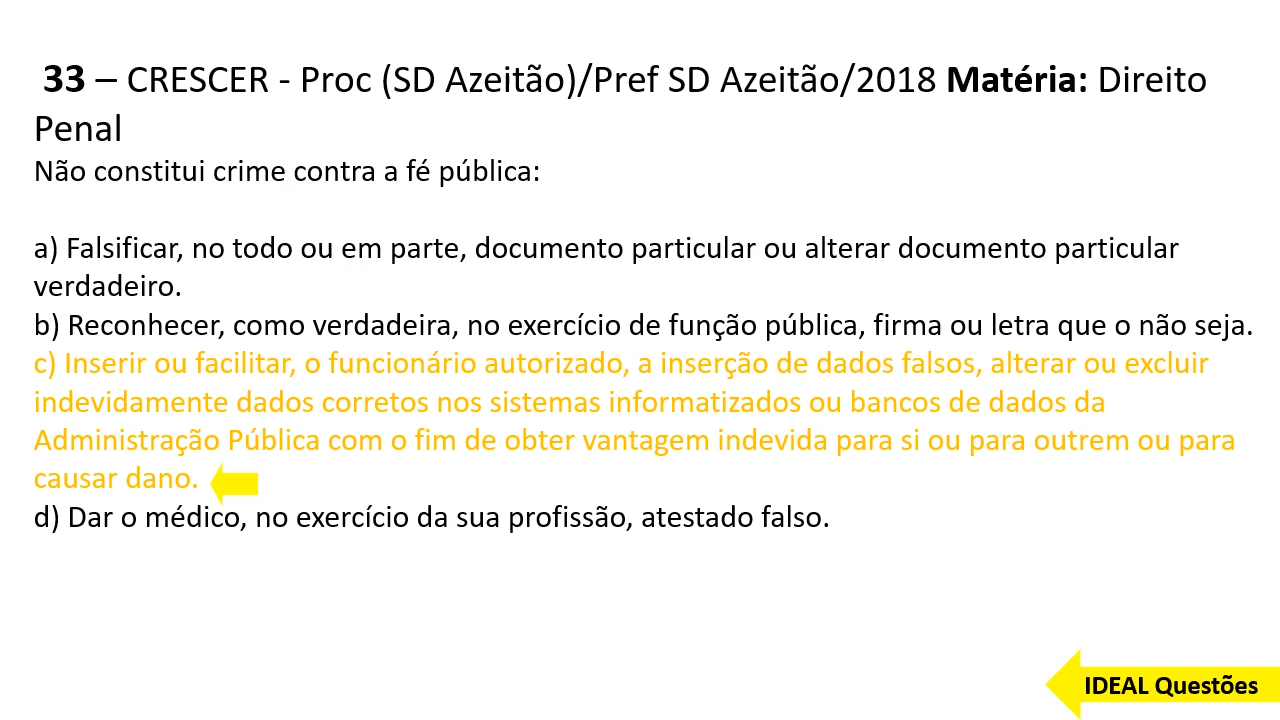 33 – CRESCER - Proc (SD Azeitão)/Pref SD Azeitão/2018 Matéria: Direito
Penal
Não constitui crime contra a fé pública:
a) Falsificar, no todo ou em parte, documento particular ou alterar documento particular
verdadeiro.
b) Reconhecer, como verdadeira, no exercício de função pública, firma ou letra que o não seja.
c) Inserir ou facilitar, o funcionário autorizado, a inserção de dados falsos, alterar ou excluir
indevidamente dados corretos nos sistemas informatizados ou bancos de dados da
Administração Pública com o fim de obter vantagem indevida para si ou para outrem ou para
causar dano.
d) Dar o médico, no exercício da sua profissão, atestado falso.
IDEAL Questões